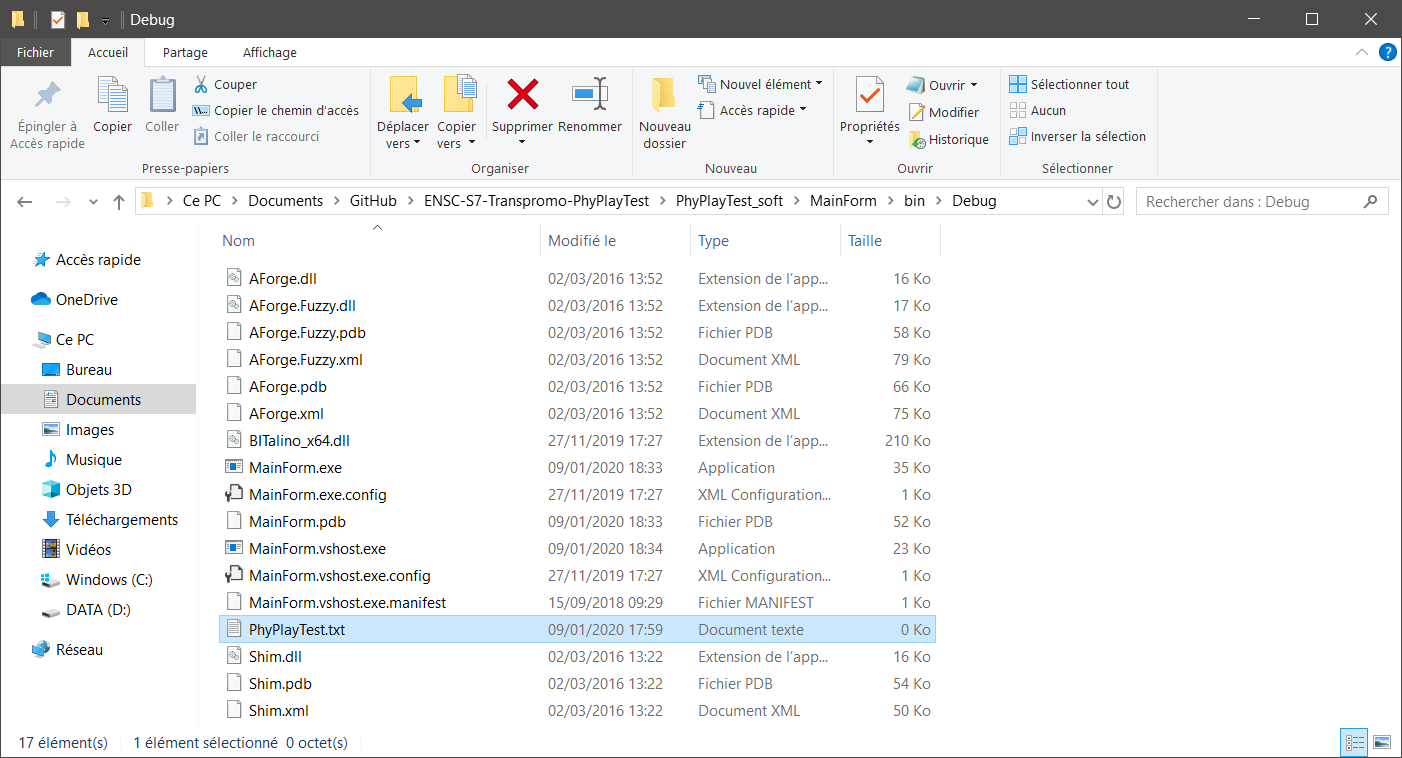 Debug
Fichier Accueil Partage Affichage
Épingler à Accès rapide
Copier
Coller
Couper
Copier le chemin d'accès
Coller le raccourci
Presse-papiers
Déplacer vers
Copier vers
Supprimer
Renommer
Organiser
Nouveau dossier
Nouvel élément
Accès rapide
Nouveau
Propriétés
Ouvrir
Modifier
Historique
Ouvrir
Sélectionner tout
Aucun
Inverser la sélection
Sélectionner
Ce PC > Documents > GitHub > ENSC-S7-Transpromo-PhyPlayTest > PhyPlayTest_soft > MainForm > bin > Debug
Rechercher dans : Debug
Accès rapide
OneDrive
Ce PC
Bureau
Documents
Images
Musique
Objets 3D
Téléchargements
Vidéos
Windows (C:)
DATA (D:)
Réseau
Nom Modifié le Type Taille
AForge.dll 02/03/2016 13:52 Extension de l'app... 16 Ko
AForge.Fuzzy.dll 02/03/2016 13:52 Extension de l'app... 17 Ko
AForge.Fuzzy.pdb 02/03/2016 13:52 Fichier PDB 58 Ko
AForge.Fuzzy.xml 02/03/2016 13:52 Document XML 79 Ko
AForge.pdb 02/03/2016 13:52 Fichier PDB 66 Ko
AForge.xml 02/03/2016 13:52 Document XML 75 Ko
BITalino_x64.dll 27/11/2019 17:27 Extension de l'app... 210 Ko
MainForm.exe 09/01/2020 18:33 Application 35 Ko
MainForm.exe.config 27/11/2019 17:27 XML Configuration... 1 Ko
MainForm.pdb 09/01/2020 18:33 Fichier PDB 52 Ko
MainForm.vshost.exe 09/01/2020 18:34 Application 23 Ko
MainForm.vshost.exe.config 27/11/2019 17:27 XML Configuration... 1 Ko
MainForm.vshost.exe.manifest 15/09/2018 09:29 Fichier MANIFEST 1 Ko
PhyPlayTest.txt 09/01/2020 17:59 Document texte 0 Ko
Shim.dll 02/03/2016 13:22 Extension de l'app... 16 Ko
Shim.pdb 02/03/2016 13:22 Fichier PDB 54 Ko
Shim.xml 02/03/2016 13:22 Document XML 50 Ko
17 élément(s) 1 élément sélectionné 0 octet(s)